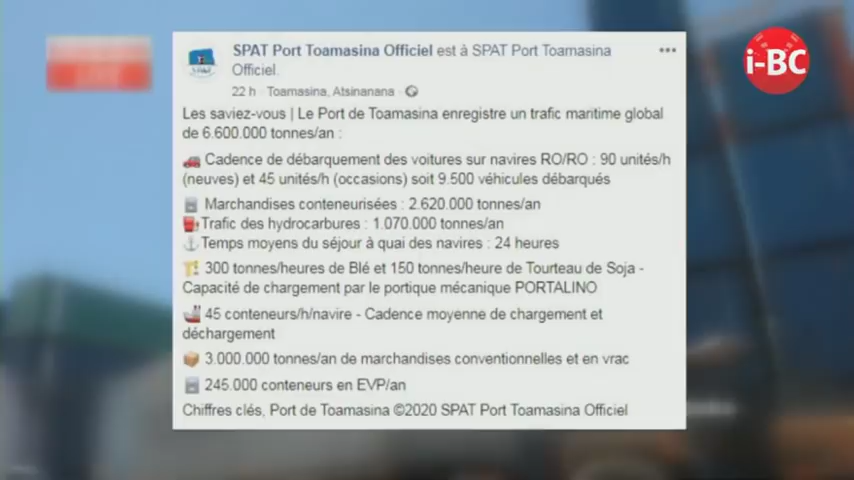 SPAT Port Toamasina Officiel est à SPAT Port Toamasina
Officiel.
22 h · Toamasina, Atsinanana ·
i-BC
Les saviez-vous | Le Port de Toamasina enregistre un trafic maritime global
de 6.600.000 tonnes/an :
Cadence de débarquement des voitures sur navires RO/RO : 90 unités/h
(neuves) et 45 unités/h (occasions) soit 9.500 véhicules débarqués
Marchandises conteneurisées : 2.620.000 tonnes/an
Trafic des hydrocarbures : 1.070.000 tonnes/an
Temps moyens du séjour à quai des navires : 24 heures
300 tonnes/heures de Blé et 150 tonnes/heure de Tourteau de Soja -
Capacité de chargement par le portique mécanique PORTALINO
45 conteneurs/h/navire - Cadence moyenne de chargement et
déchargement
3.000.000 tonnes/an de marchandises conventionnelles et en vrac
245.000 conteneurs en EVP/an
Chiffres clés, Port de Toamasina ©2020 SPAT Port Toamasina Officiel